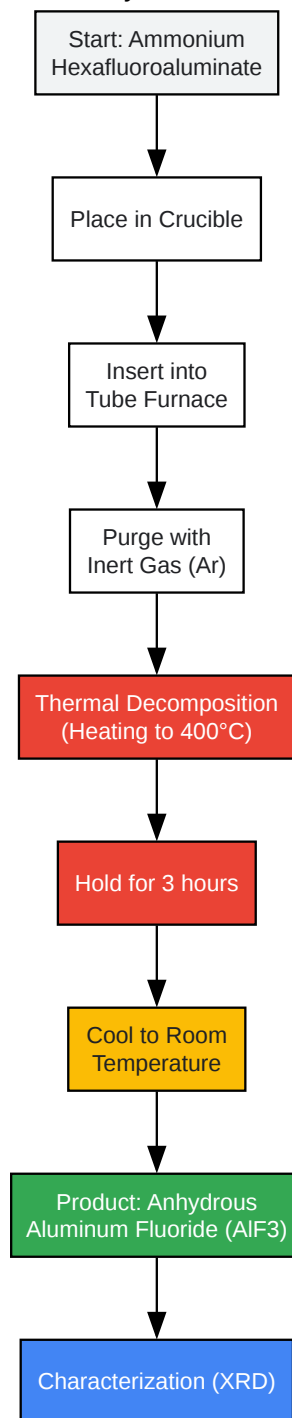 Start: Ammonium
Hexafluoroaluminate
Place in Crucible
Insert into
Tube Furnace
Purge with
Inert Gas (Ar)
Thermal Decomposition
(Heating to 400°C)
Hold for 3 hours
Cool to Room
Temperature
Product: Anhydrous
Aluminum Fluoride (AlF3)
Characterization (XRD)